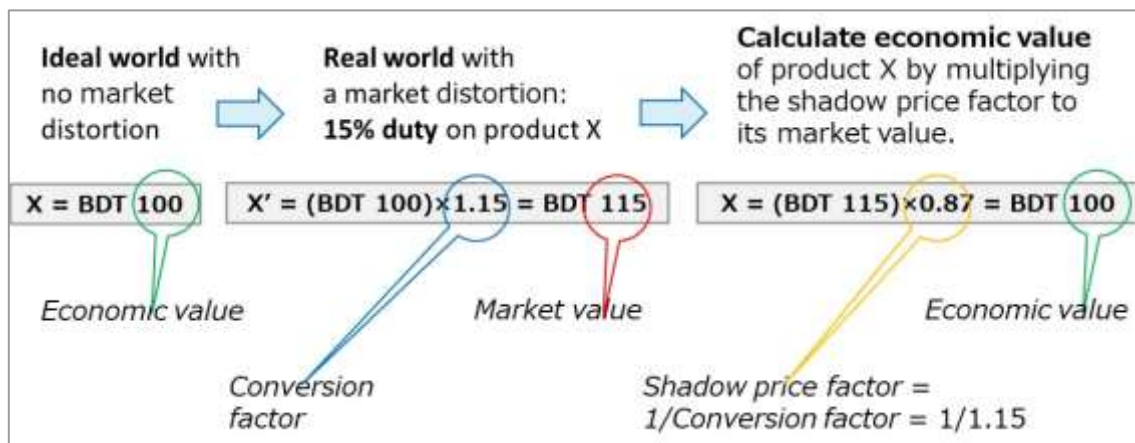 Ideal world with
no market
distortion
Real world with
a market distortion:
15% duty on product X
Calculate economic value
of product X by multiplying
the shadow price factor to
its market value.
X = BDT 100
X′ = (BDT 100)×1.15 = BDT 115
X = (BDT 115)×0.87 = BDT 100
Economic value
Market value
Economic value
Conversion
factor
Shadow price factor =
1/Conversion factor = 1/1.15